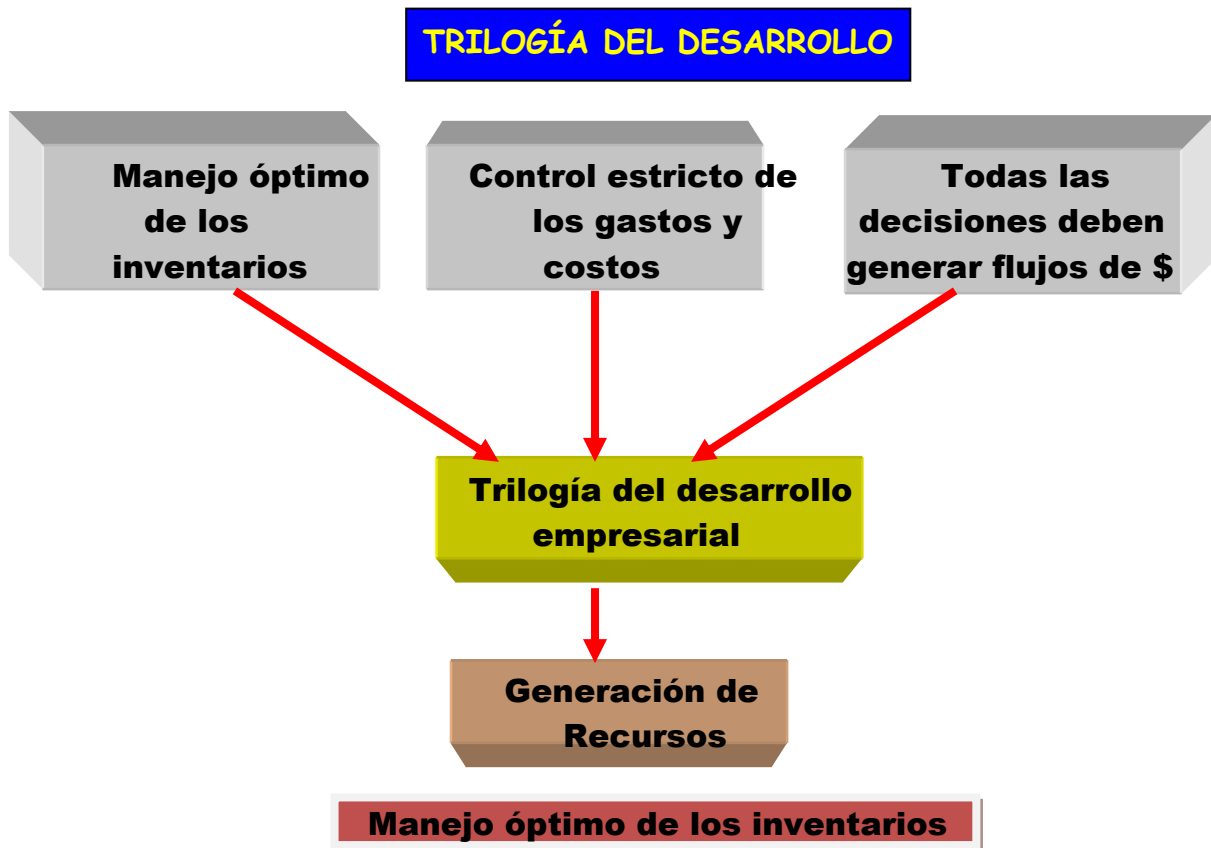 TRILOGÍA DEL DESARROLLO
Manejo óptimo
de los
inventarios
Control estricto de
los gastos y
costos
Todas las
decisiones deben
generar flujos de $
Trilogía del desarrollo
empresarial
Generación de
Recursos
Manejo óptimo de los inventarios